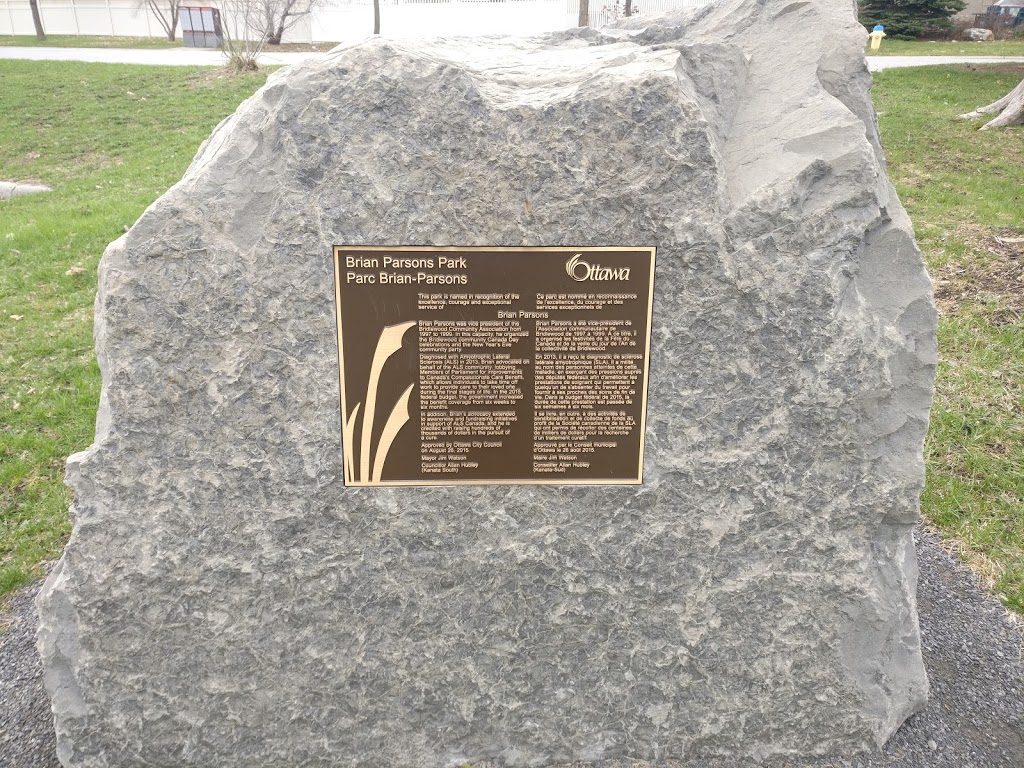 Brian Parsons Park
Parc Brian-Parsons
Ottawa
This park is named in recognition of the
excellence, courage and exceptional
service of
Ce parc est nommé en reconnaissance
de l'excellence, du courage et des
services exceptionnels de
Brian Parsons
Brian Parsons was vice president of the
Bridlewood Community Association from
1997 to 1999. In this capacity, he organized
the Bridlewood community Canada Day
celebrations and the New Year's Eve
community party.
Diagnosed with Amyotrophic Lateral
Sclerosis (ALS) in 2013, Brian advocated on
behalf of the ALS community, lobbying
Members of Parliament for improvements
to Canada's Compassionate Care Benefit,
which allows individuals to take time off
work to provide care to their loved one
during the final stages of life. In the 2015
federal budget, the government increased
the benefit coverage from six weeks to
six months.
In addition, Brian's advocacy extended
to awareness and fundraising initiatives
in support of ALS Canada, and he is
credited with raising hundreds of
thousands of dollars in the pursuit of
a cure.
Approved by Ottawa City Council
on August 26, 2015.
Mayor Jim Watson
Councillor Allan Hubley
(Kanata South)
Brian Parsons a été vice-président de
l'Association communautaire de
Bridlewood de 1997 à 1999. À ce titre, il
a organisé les festivités de la Fête du
Canada et de la veille du jour de l'An de
la collectivité de Bridlewood.
En 2013, il a reçu le diagnostic de sclérose
latérale amyotrophique (SLA). Il a milité
au nom des personnes atteintes de cette
maladie, en exerçant des pressions auprès
des députés fédéraux afin d'améliorer les
prestations de soignant qui permettent à
quelqu'un de s'absenter du travail pour
fournir à ses proches des soins de fin de
vie. Dans le budget fédéral de 2015, la
durée de cette prestation est passée de
six semaines à six mois.
Il se livra, en outre, à des activités de
sensibilisation et de collecte de fonds au
profit de la Société canadienne de la SLA
qui ont permis de récolter des centaines
de milliers de dollars pour la recherche
d'un traitement curatif.
Approuvé par le Conseil municipal
d'Ottawa le 26 août 2015.
Maire Jim Watson
Conseiller Allan Hubley
(Kanata-Sud)